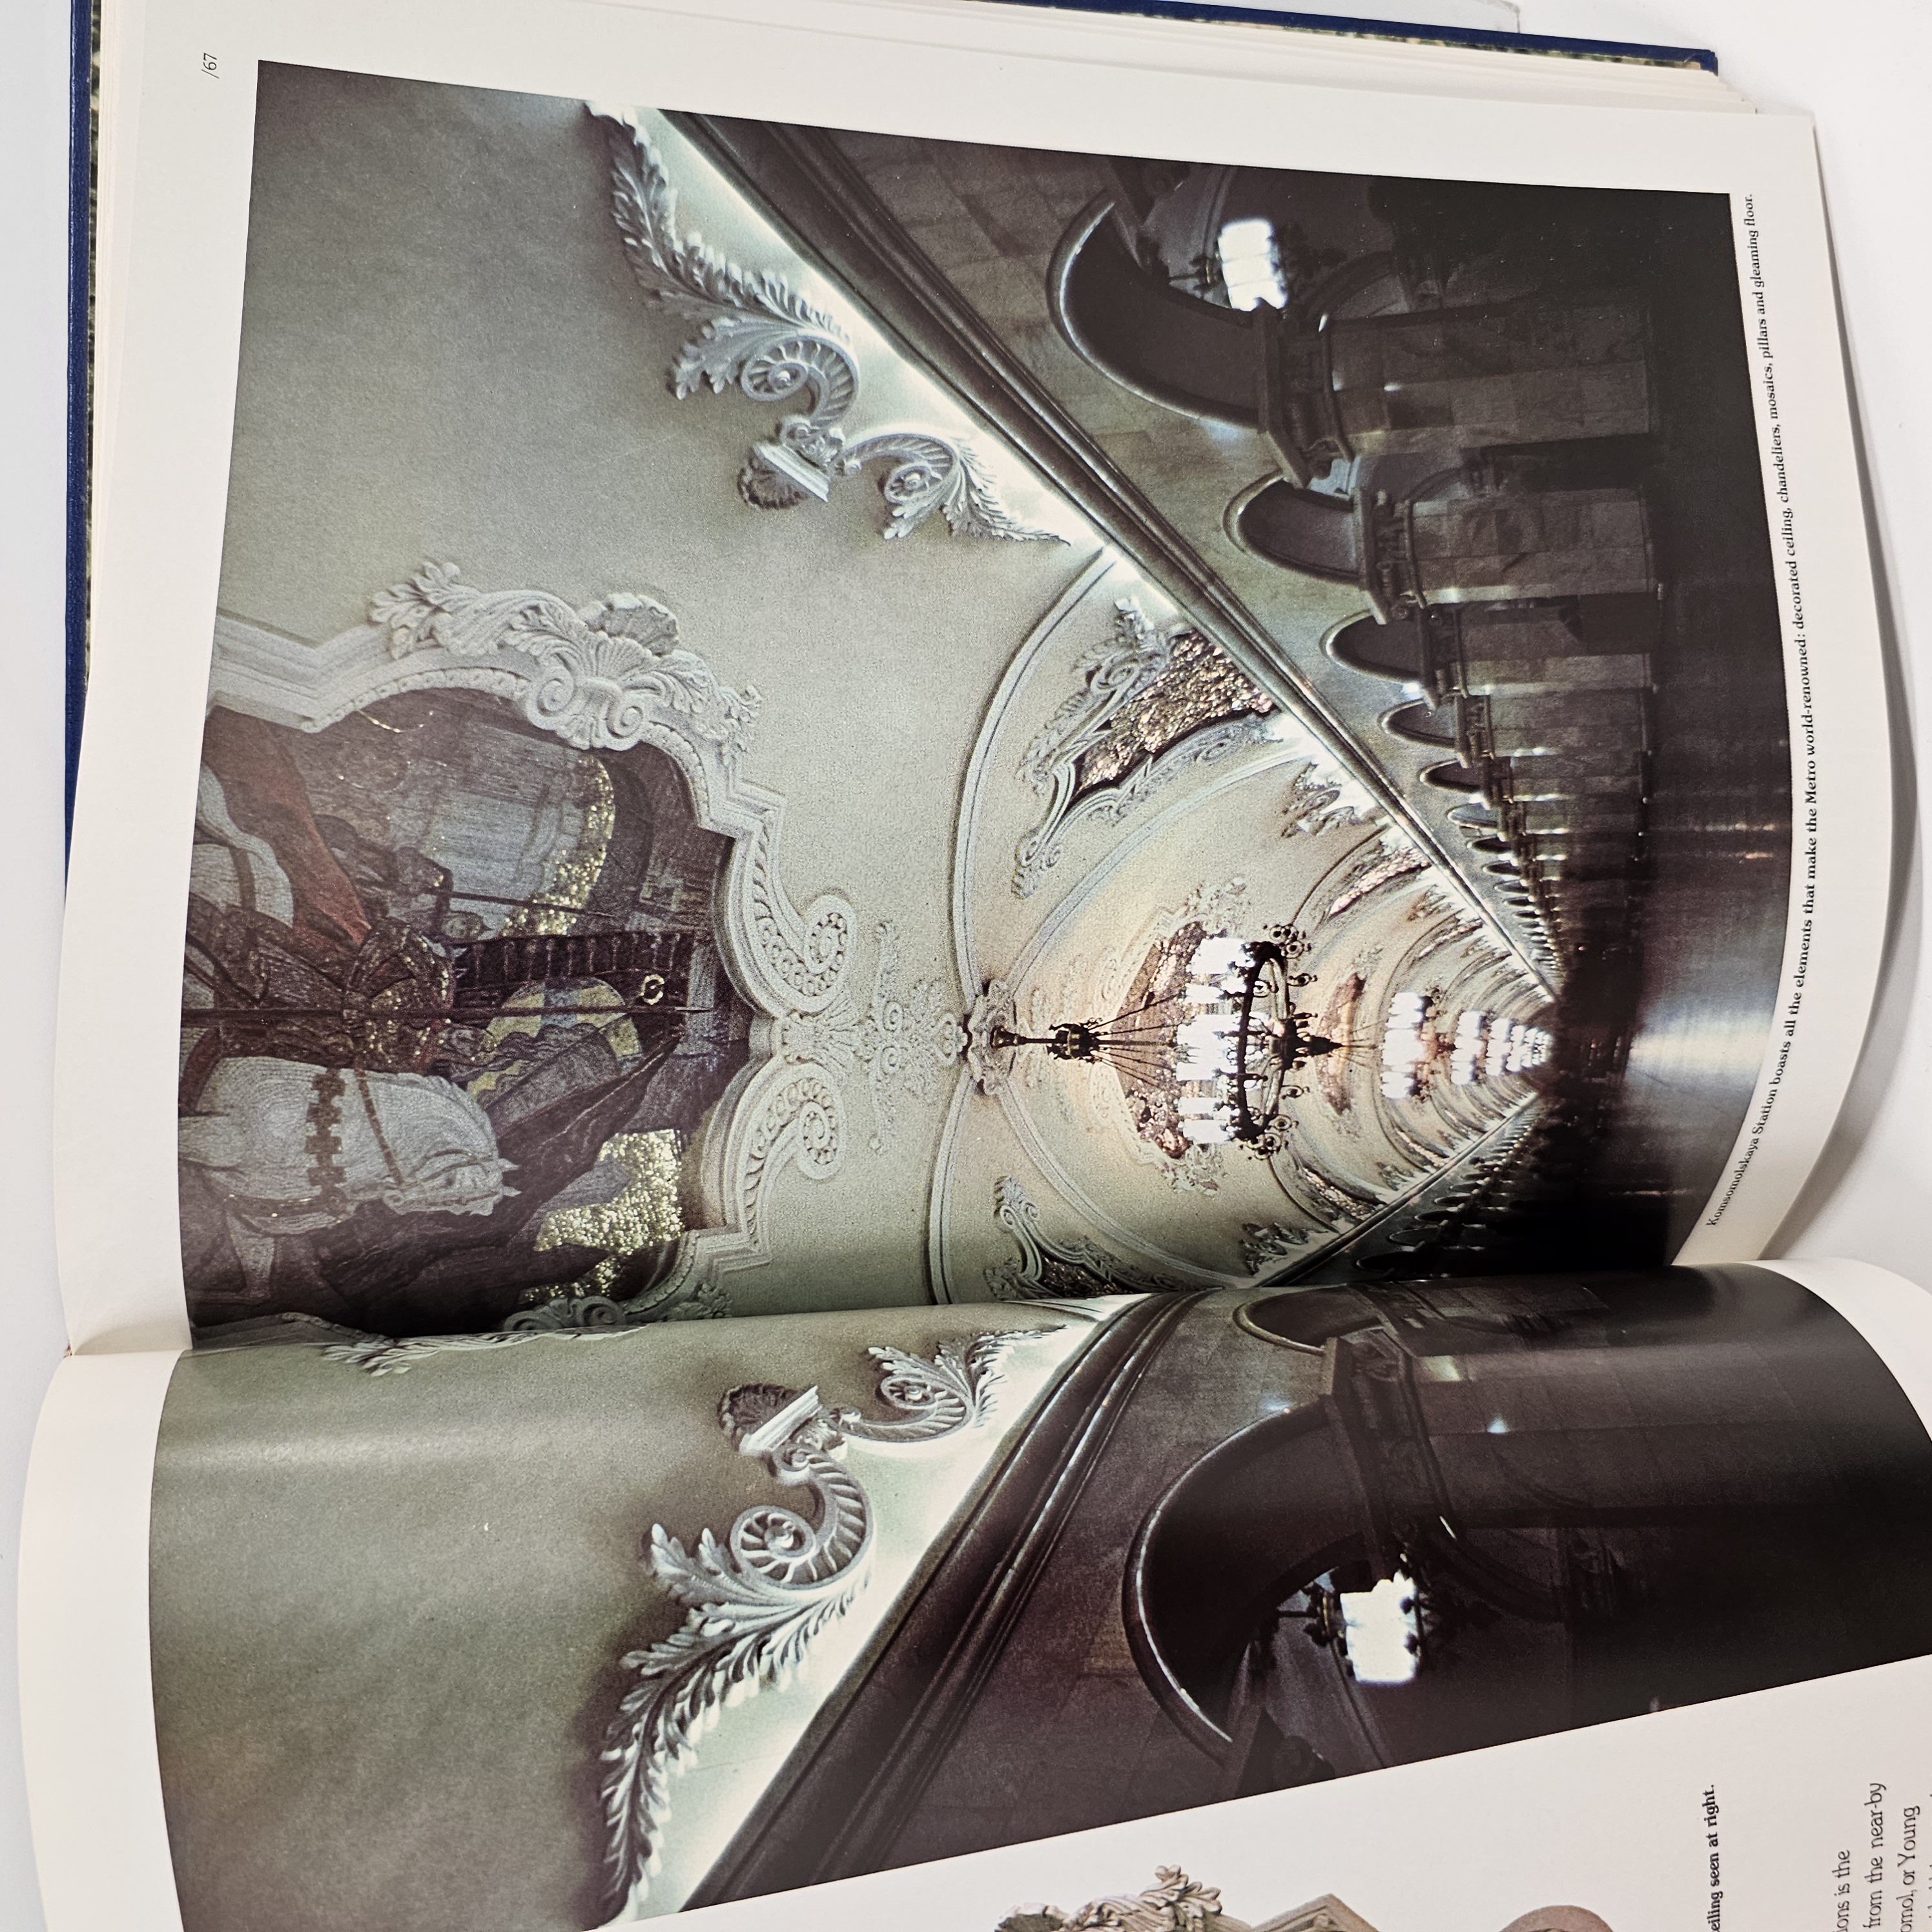 /67
eiling seen at right.
ions is the
from the near-by
omol, or Young
Komsomolskaya Station boasts all the elements that make the Metro world-renowned: decorated ceiling, chandeliers, mosaics, pillars and gleaming floor.